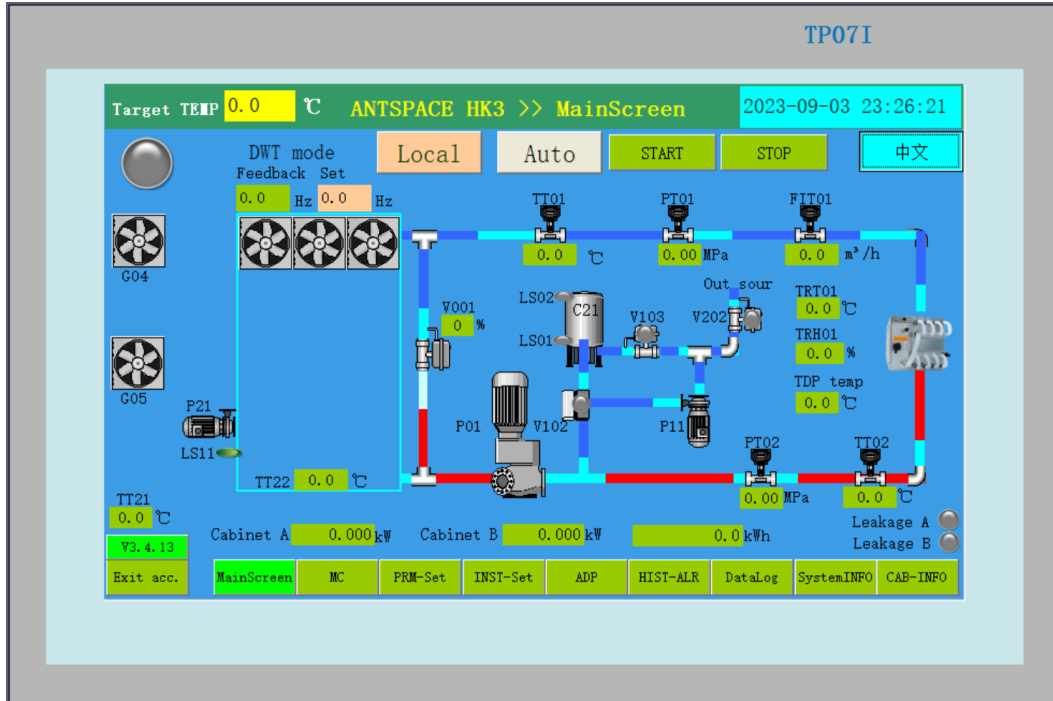 TP07I
Target TEMP 0.0 ℃ ANTSPACE HK3 >> MainScreen 2023-09-03 23:26:21
DWT mode Local Auto START STOP 中文
Feedback Set
0.0 Hz 0.0 Hz
TT01 PT01 FIT01
0.0 ℃ 0.00 MPa 0.0 m³/h
G04
Out sour
LS02 C21 TRT01
V001 V103 V202 0.0 ℃
0 %
LS01 TRH01
0.0 %
TDP temp
G05 0.0 ℃
P21
P01 V102 P11
LS11 PT02 TT02
TT22 0.0 ℃
TT21 0.00 MPa 0.0 ℃
0.0 ℃
Leakage A
Cabinet A 0.000 kW Cabinet B 0.000 kW 0.0 kWh
Leakage B
V3.4.13
Exit acc. MainScreen MC PRM-Set INST-Set ADP HIST-ALR DataLog SystemINFO CAB-INFO